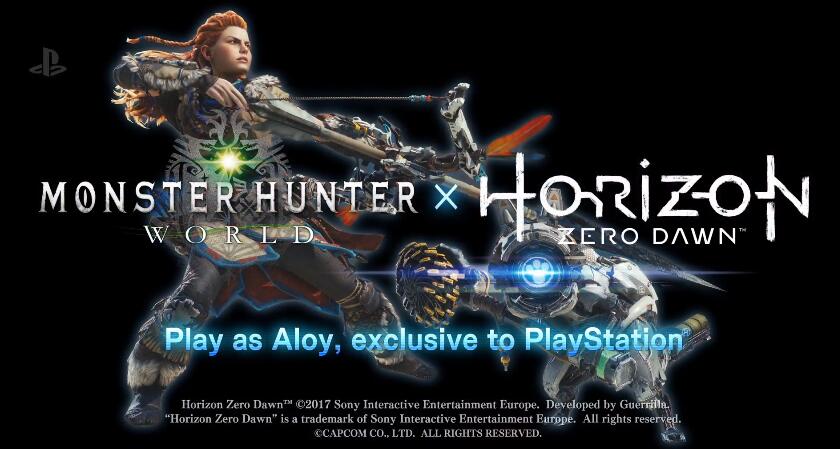 MONSTER HUNTER × HORIZON
WORLD ZERO DAWN™
Play as Aloy, exclusive to PlayStation®
Horizon Zero Dawn™ ©2017 Sony Interactive Entertainment Europe. Developed by Guerrilla.
“Horizon Zero Dawn” is a trademark of Sony Interactive Entertainment Europe. All rights reserved.
©CAPCOM CO., LTD. ALL RIGHTS RESERVED.